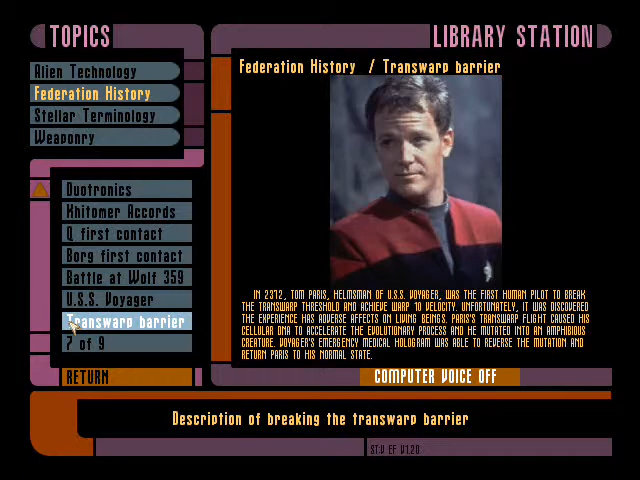 TOPICS
LIBRARY STATION
Alien Technology
Federation History
Stellar Terminology
Weaponry
Duotronics
Khitomer Accords
Q first contact
Borg first contact
Battle at Wolf 359
U.S.S. Voyager
Transwarp barrier
7 of 9
RETURN
Federation History / Transwarp barrier
IN 2372, TOM PARIS, HELMSMAN OF U.S.S. VOYAGER, WAS THE FIRST HUMAN PILOT TO BREAK
THE TRANSWARP THRESHOLD AND ACHIEVE WARP 10 VELOCITY. UNFORTUNATELY, IT WAS DISCOVERED
THE EXPERIENCE HAS ADVERSE AFFECTS ON LIVING BEINGS. PARIS'S TRANSWARP FLIGHT CAUSED HIS
CELLULAR DNA TO ACCELERATE THE EVOLUTIONARY PROCESS AND HE MUTATED INTO AN AMPHIBIOUS
CREATURE. VOYAGER'S EMERGENCY MEDICAL HOLOGRAM WAS ABLE TO REVERSE THE MUTATION AND
RETURN PARIS TO HIS NORMAL STATE.
COMPUTER VOICE OFF
Description of breaking the transwarp barrier
ST:V EF V1.20